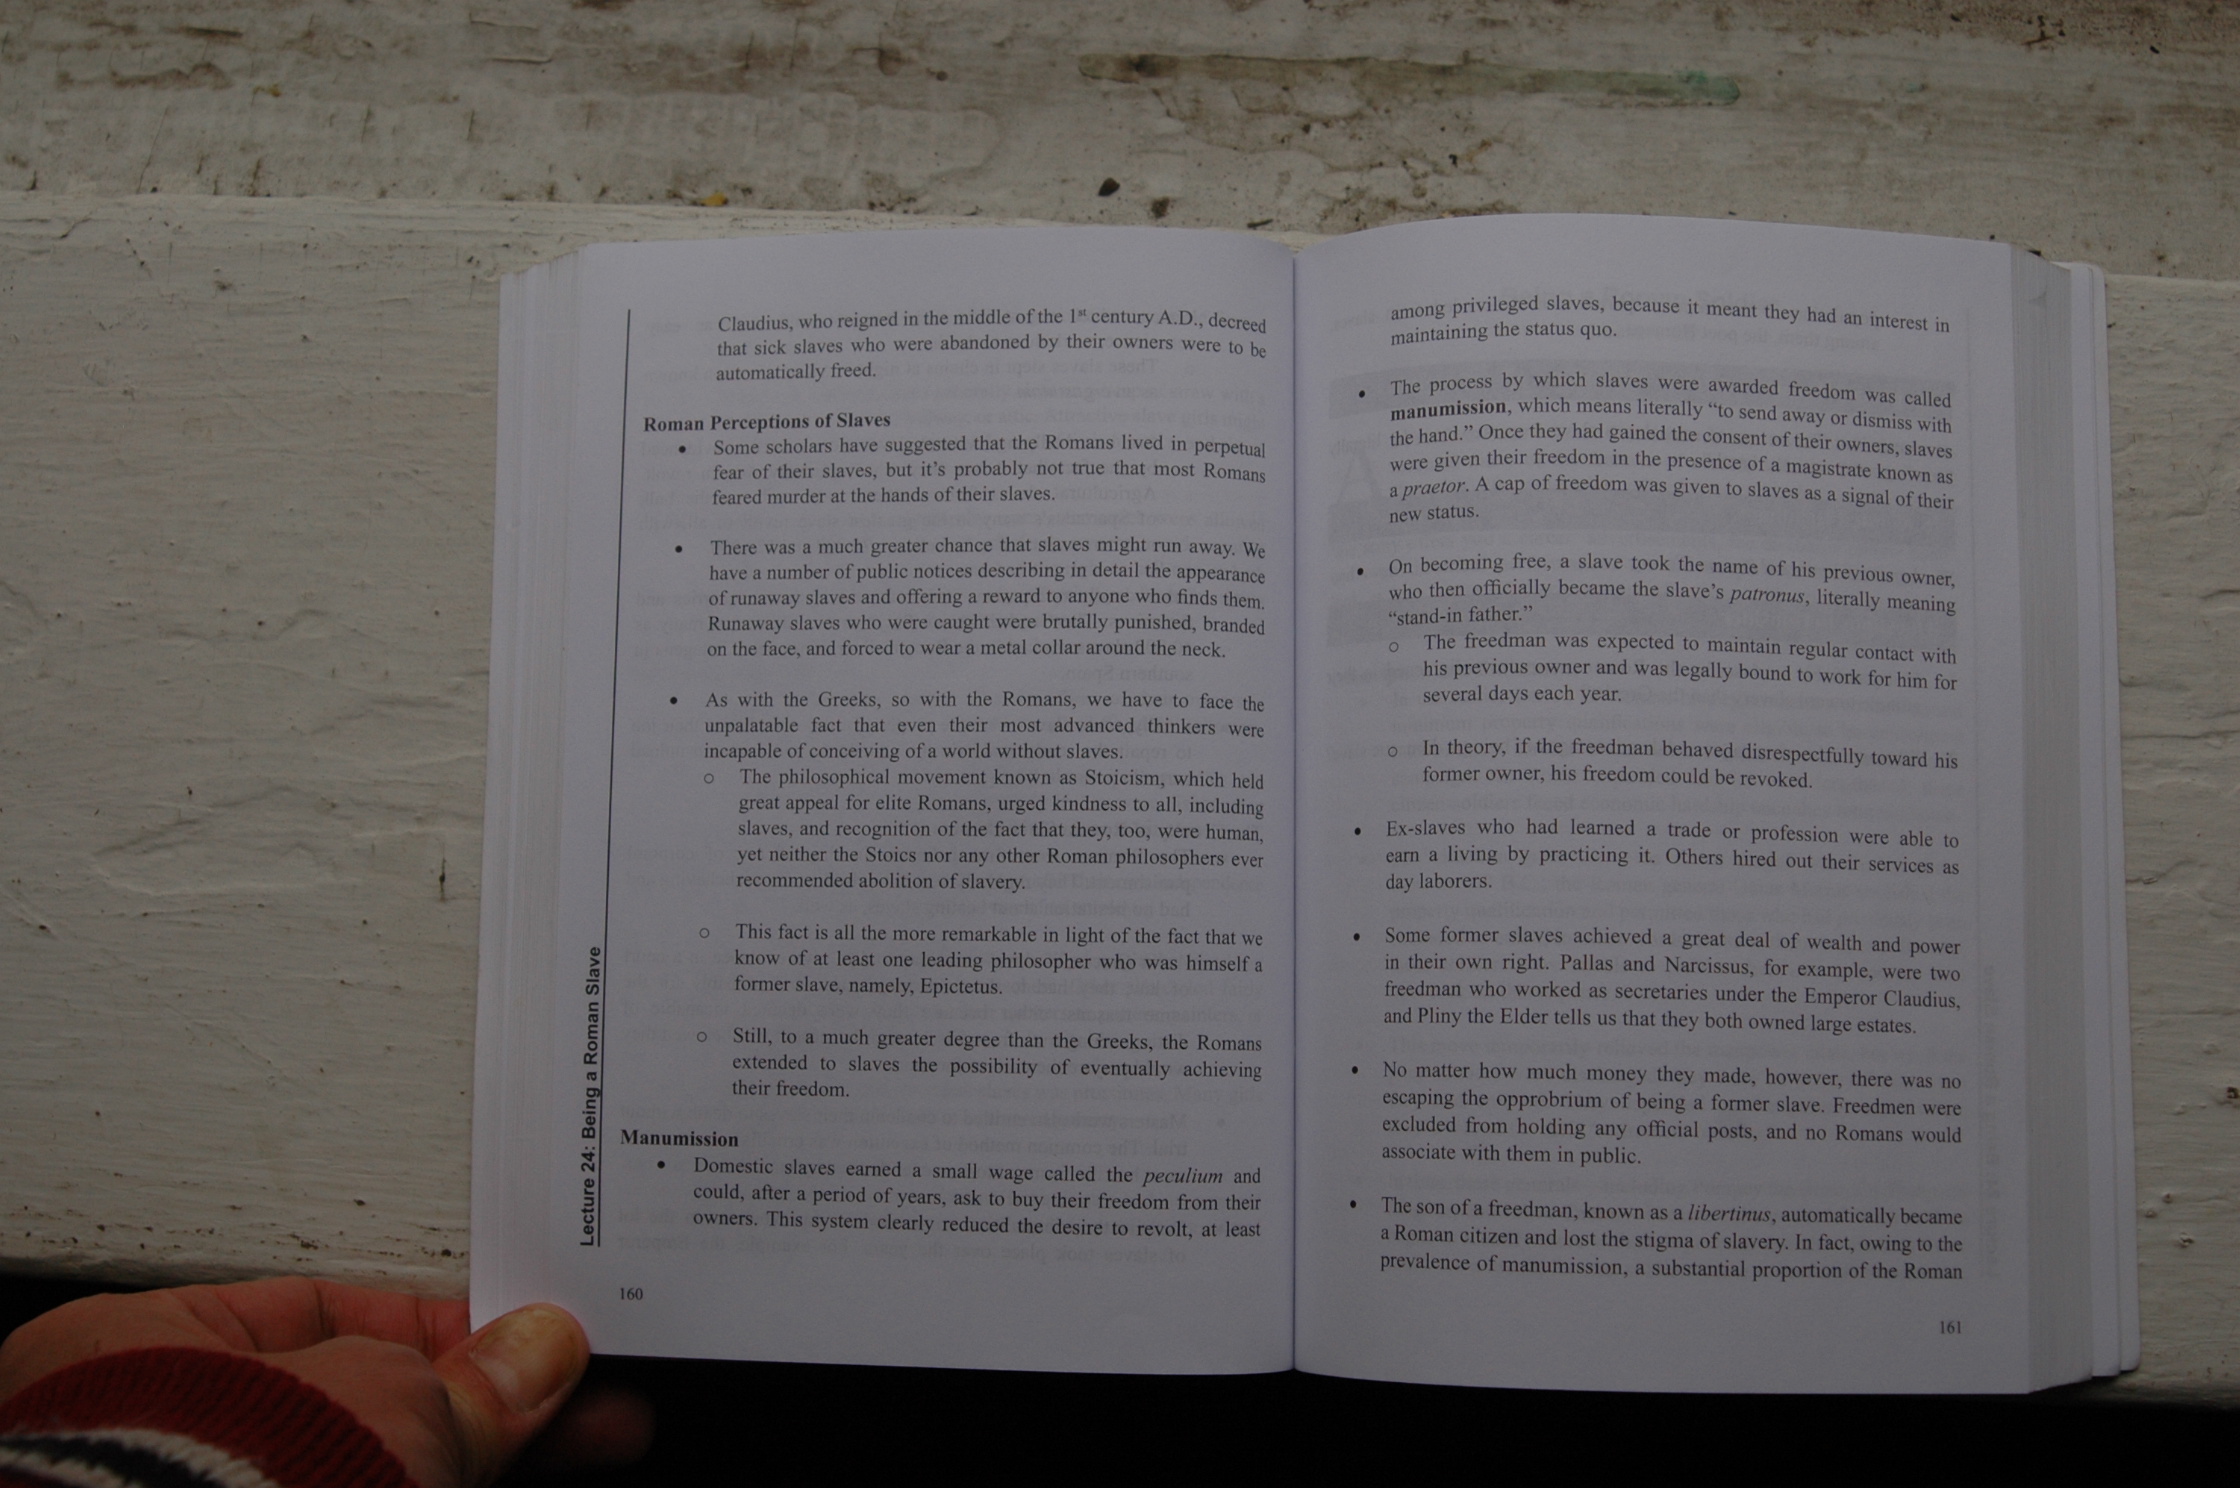 Claudius, who reigned in the middle of the 1st century A.D., decreed
that sick slaves who were abandoned by their owners were to be
automatically freed.
Roman Perceptions of Slaves
• Some scholars have suggested that the Romans lived in perpetual
fear of their slaves, but it's probably not true that most Romans
feared murder at the hands of their slaves.
• There was a much greater chance that slaves might run away. We
have a number of public notices describing in detail the appearance
of runaway slaves and offering a reward to anyone who finds them.
Runaway slaves who were caught were brutally punished, branded
on the face, and forced to wear a metal collar around the neck.
• As with the Greeks, so with the Romans, we have to face the
unpalatable fact that even their most advanced thinkers were
incapable of conceiving of a world without slaves.
○ The philosophical movement known as Stoicism, which held
great appeal for elite Romans, urged kindness to all, including
slaves, and recognition of the fact that they, too, were human,
yet neither the Stoics nor any other Roman philosophers ever
recommended abolition of slavery.
○ This fact is all the more remarkable in light of the fact that we
know of at least one leading philosopher who was himself a
former slave, namely, Epictetus.
○ Still, to a much greater degree than the Greeks, the Romans
extended to slaves the possibility of eventually achieving
their freedom.
Manumission
• Domestic slaves earned a small wage called the peculium and
could, after a period of years, ask to buy their freedom from their
owners. This system clearly reduced the desire to revolt, at least
Lecture 24: Being a Roman Slave
160
among privileged slaves, because it meant they had an interest in
maintaining the status quo.
• The process by which slaves were awarded freedom was called
manumission, which means literally “to send away or dismiss with
the hand.” Once they had gained the consent of their owners, slaves
were given their freedom in the presence of a magistrate known as
a praetor. A cap of freedom was given to slaves as a signal of their
new status.
• On becoming free, a slave took the name of his previous owner,
who then officially became the slave's patronus, literally meaning
“stand-in father.”
○ The freedman was expected to maintain regular contact with
his previous owner and was legally bound to work for him for
several days each year.
○ In theory, if the freedman behaved disrespectfully toward his
former owner, his freedom could be revoked.
• Ex-slaves who had learned a trade or profession were able to
earn a living by practicing it. Others hired out their services as
day laborers.
• Some former slaves achieved a great deal of wealth and power
in their own right. Pallas and Narcissus, for example, were two
freedman who worked as secretaries under the Emperor Claudius,
and Pliny the Elder tells us that they both owned large estates.
• No matter how much money they made, however, there was no
escaping the opprobrium of being a former slave. Freedmen were
excluded from holding any official posts, and no Romans would
associate with them in public.
• The son of a freedman, known as a libertinus, automatically became
a Roman citizen and lost the stigma of slavery. In fact, owing to the
prevalence of manumission, a substantial proportion of the Roman
161